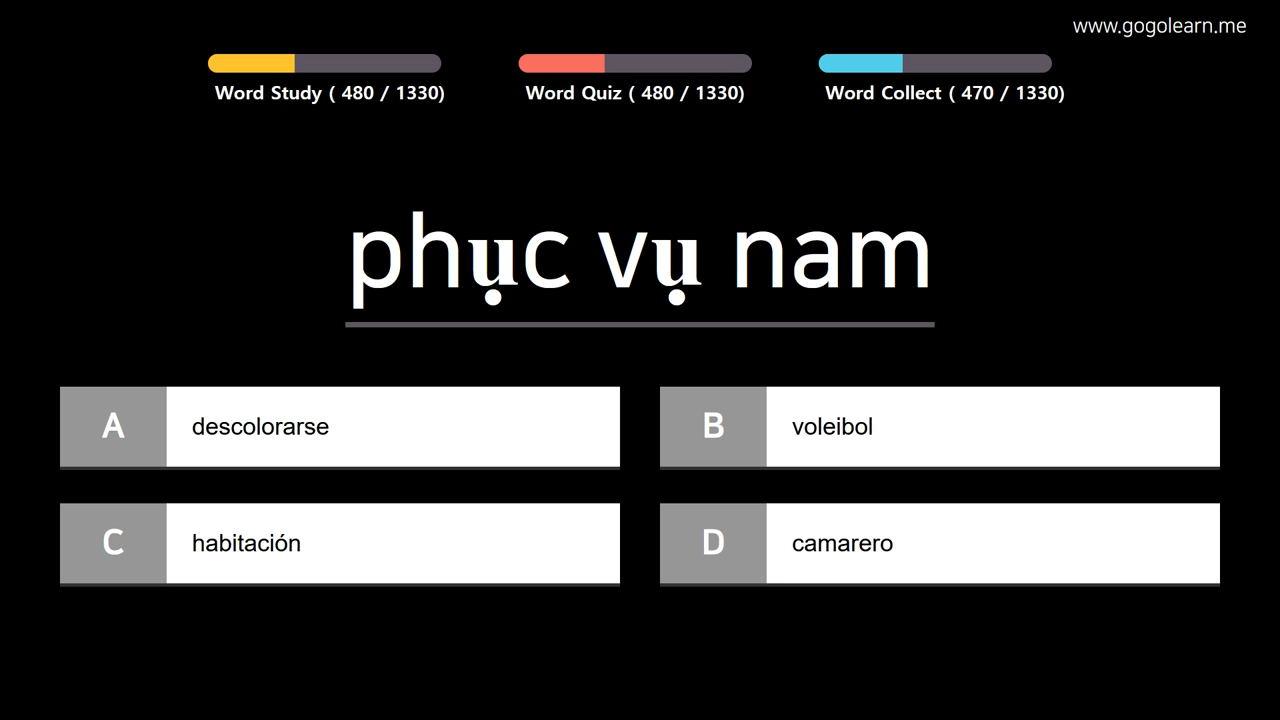 www.gogolearn.me
Word Study ( 480 / 1330)
Word Quiz ( 480 / 1330)
Word Collect ( 470 / 1330)
phục vụ nam
A descolorarse
B voleibol
C habitación
D camarero